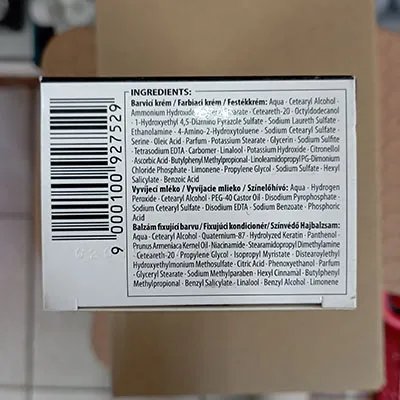 INGREDIENTS:
Barvicí krém / Farbiaci krém / Festékkrém: Aqua · Cetearyl Alcohol ·
Ammonium Hydroxide · Stearate · Ceteareth-20 · Octyldodecanol
· 1-Hydroxyethyl 4,5-Diamino Pyrazole Sulfate · Sodium Laureth Sulfate ·
Ethanolamine · 4-Amino-2-Hydroxytoluene · Sodium Cetearyl Sulfate ·
Serine · Oleic Acid · Parfum · Potassium Stearate · Glycerin · Sodium Sulfite ·
Tetrasodium EDTA · Carbomer · Linalool · Potassium Hydroxide · Citronellol
· Ascorbic Acid · Butylphenyl Methylpropional · Linoleamidopropyl PG-Dimonium
Chloride Phosphate · Limonene · Propylene Glycol · Sodium Sulfate · Hexyl
Salicylate · Benzoic Acid
Vyvíjecí mléko / Vyvíjacie mlieko / Színelőhívó: Aqua · Hydrogen
Peroxide · Cetearyl Alcohol · PEG-40 Castor Oil · Disodium Pyrophosphate ·
Sodium Cetearyl Sulfate · Disodium EDTA · Sodium Benzoate · Phosphoric
Acid
Balzám fixující barvu / Fixujúci kondicionér / Színvédő Hajbalzsam:
Aqua · Cetearyl Alcohol · Quaternium-87 · Hydrolyzed Keratin · Panthenol ·
Prunus Armeniaca Kernel Oil · Niacinamide · Stearamidopropyl Dimethylamine
· Ceteareth-20 · Propylene Glycol · Isopropyl Myristate · Distearoylethyl
Hydroxyethylmonium Methosulfate · Citric Acid · Phenoxyethanol · Parfum
· Glyceryl Stearate · Sodium Methylparaben · Hexyl Cinnamal · Butylphenyl
Methylpropional · Benzyl Salicylate · Linalool · Benzyl Alcohol · Limonene
9 000100 927529